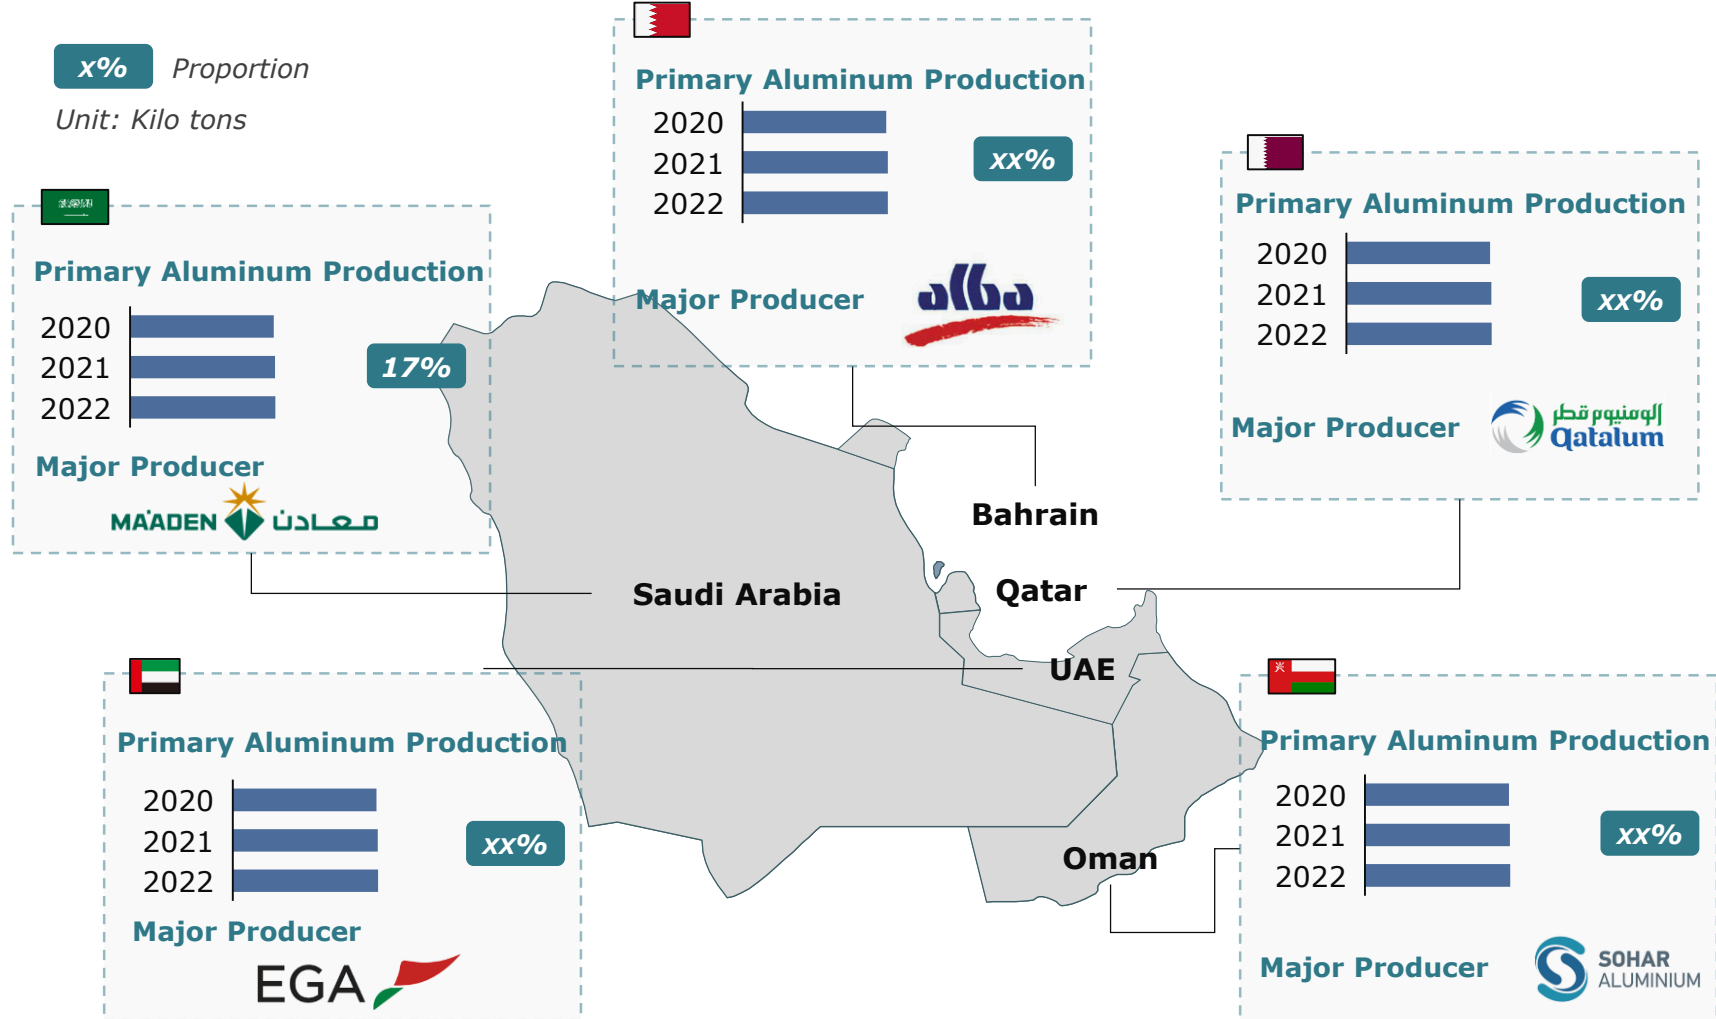 x% Proportion
Unit: Kilo tons
Primary Aluminum Production
2020
2021
2022
xx%
Major Producer
alba
Primary Aluminum Production
2020
2021
2022
xx%
Major Producer
الومنيوم قطر
Qatalum
Primary Aluminum Production
2020
2021
2022
17%
Major Producer
MA'ADEN معادن
Bahrain
Qatar
Saudi Arabia
UAE
Oman
Primary Aluminum Production
2020
2021
2022
xx%
Major Producer
EGA
Primary Aluminum Production
2020
2021
2022
xx%
Major Producer
SOHAR
ALUMINIUM